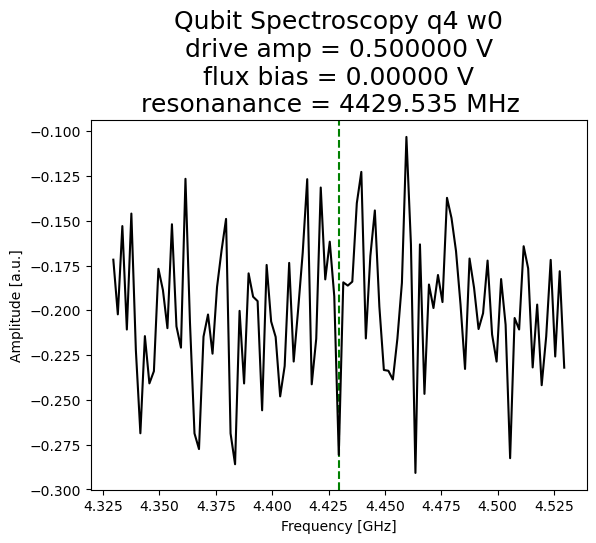 Qubit Spectroscopy q4 w0
drive amp = 0.500000 V
flux bias = 0.00000 V
resonanance = 4429.535 MHz
−0.100
−0.125
−0.150
−0.175
−0.200
−0.225
−0.250
−0.275
−0.300
Amplitude [a.u.]
4.325 4.350 4.375 4.400 4.425 4.450 4.475 4.500 4.525
Frequency [GHz]